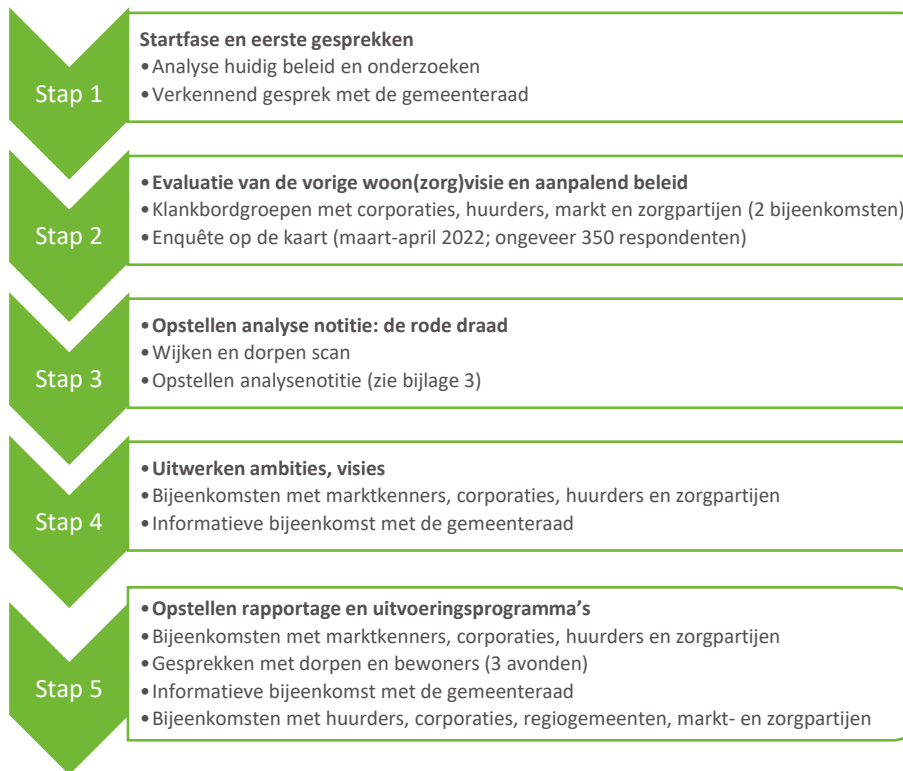 Stap 1
Startfase en eerste gesprekken
•Analyse huidig beleid en onderzoeken
•Verkennend gesprek met de gemeenteraad
Stap 2
•Evaluatie van de vorige woon(zorg)visie en aanpalend beleid
•Klankbordgroepen met corporaties, huurders, markt en zorgpartijen (2 bijeenkomsten)
•Enquête op de kaart (maart-april 2022; ongeveer 350 respondenten)
Stap 3
•Opstellen analyse notitie: de rode draad
•Wijken en dorpen scan
•Opstellen analysenotitie (zie bijlage 3)
Stap 4
•Uitwerken ambities, visies
•Bijeenkomsten met marktkenners, corporaties, huurders en zorgpartijen
•Informatieve bijeenkomst met de gemeenteraad
Stap 5
•Opstellen rapportage en uitvoeringsprogramma’s
•Bijeenkomsten met marktkenners, corporaties, huurders en zorgpartijen
•Gesprekken met dorpen en bewoners (3 avonden)
•Informatieve bijeenkomst met de gemeenteraad
•Bijeenkomsten met huurders, corporaties, regiogemeenten, markt- en zorgpartijen